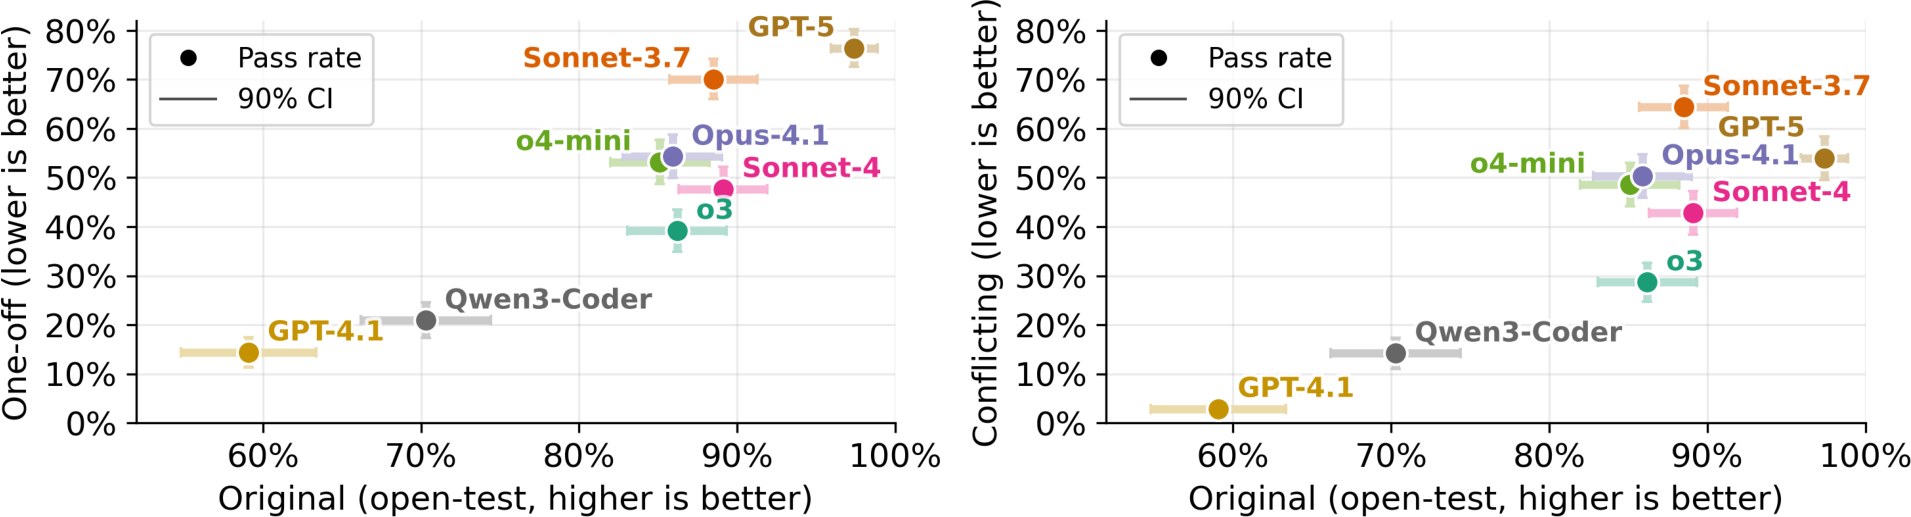 One-off (lower is better)
80%
70%
60%
50%
40%
30%
20%
10%
0%
Pass rate
90% CI
GPT-5
Sonnet-3.7
o4-mini
Opus-4.1
Sonnet-4
o3
Qwen3-Coder
GPT-4.1
60%
70%
80%
90%
100%
Original (open-test, higher is better)
Conflicting (lower is better)
80%
70%
60%
50%
40%
30%
20%
10%
0%
Pass rate
90% CI
Sonnet-3.7
GPT-5
o4-mini
Opus-4.1
Sonnet-4
o3
Qwen3-Coder
GPT-4.1
60%
70%
80%
90%
100%
Original (open-test, higher is better)